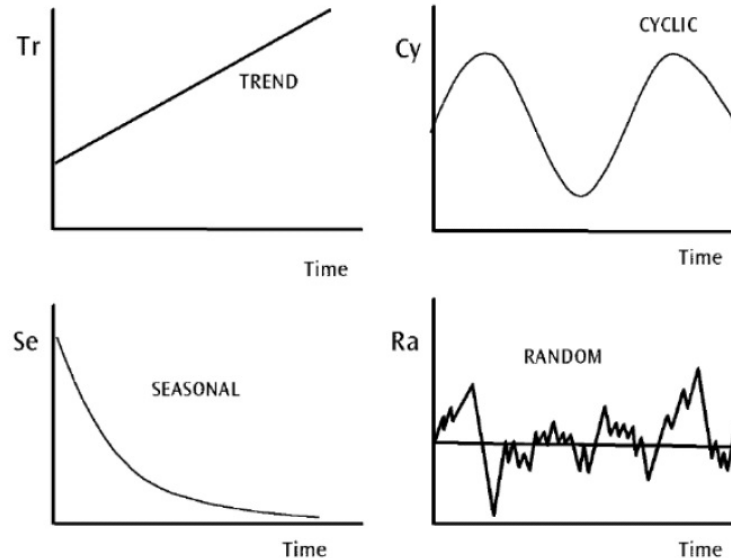 Tr
TREND
Time
Cy
CYCLIC
Time
Se
SEASONAL
Time
Ra
RANDOM
Time